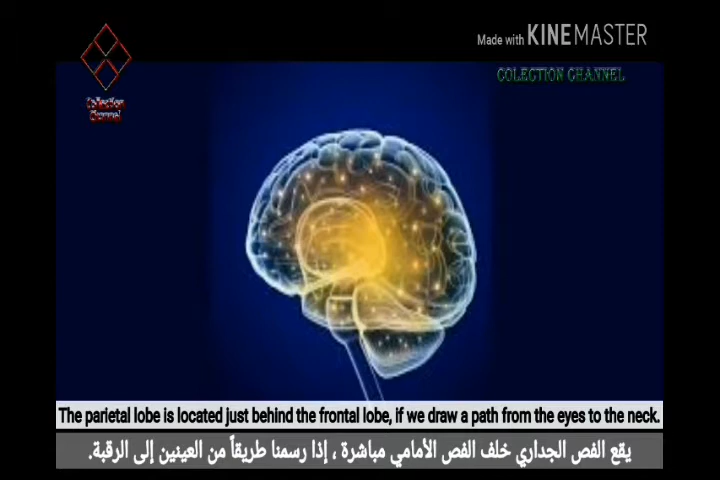 Made with KINEMASTER
COLECTION CHANNEL
Collection
Channel
The parietal lobe is located just behind the frontal lobe, if we draw a path from the eyes to the neck.
يقع الفص الجداري خلف الفص الأمامي مباشرة ، إذا رسمنا طريقاً من العينين إلى الرقبة.